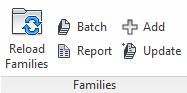 Reload Families
Batch
Add
Report
Update
Families